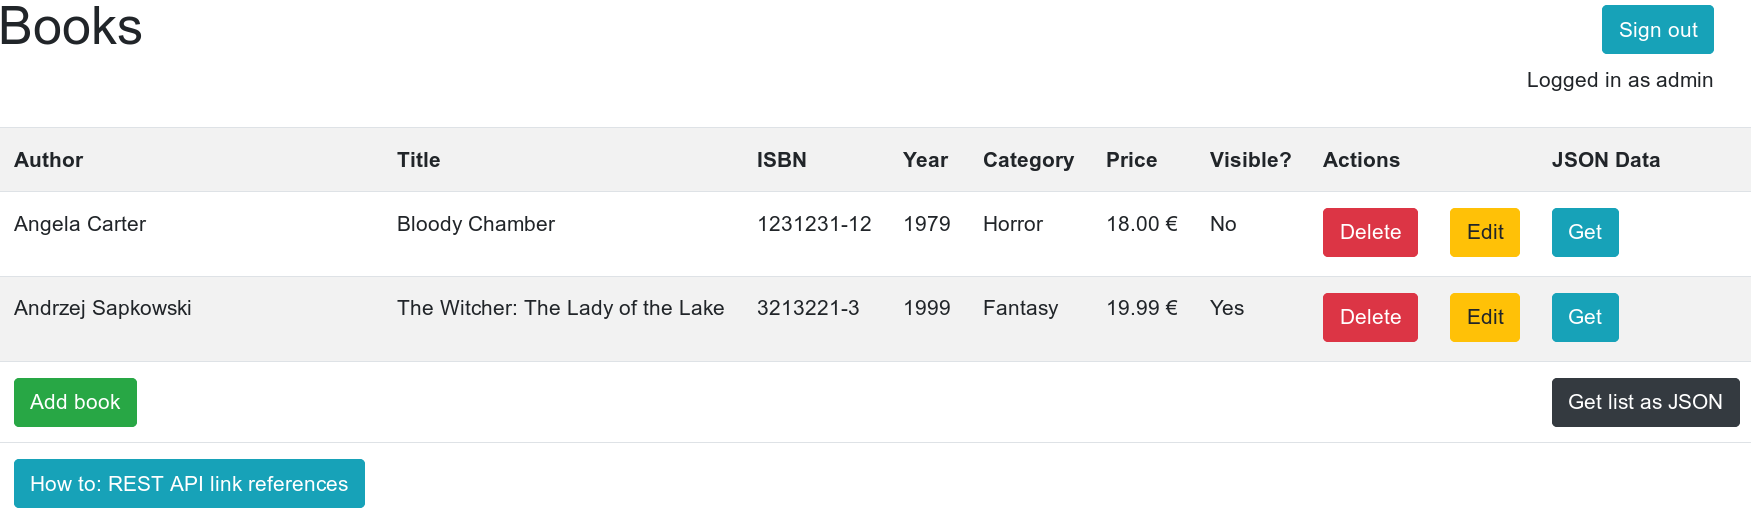 Books
Sign out
Logged in as admin
Author Title ISBN Year Category Price Visible? Actions JSON Data
Angela Carter Bloody Chamber 1231231-12 1979 Horror 18.00 € No Delete Edit Get
Andrzej Sapkowski The Witcher: The Lady of the Lake 3213221-3 1999 Fantasy 19.99 € Yes Delete Edit Get
Add book Get list as JSON
How to: REST API link references